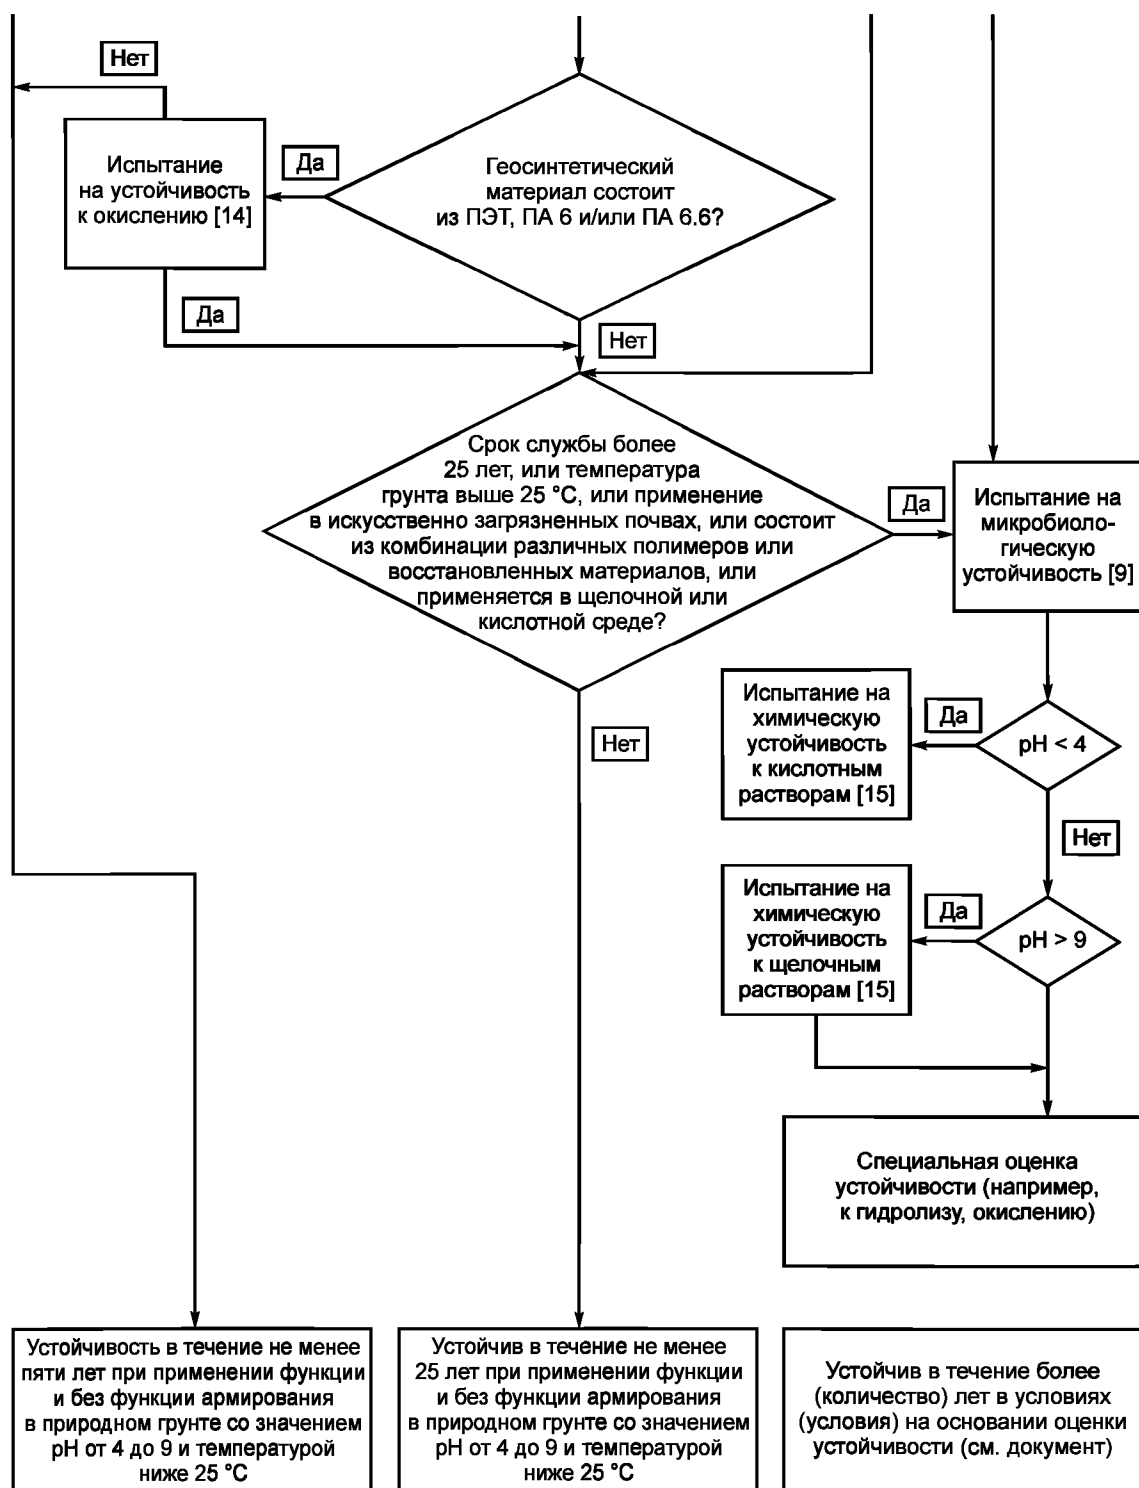 Нет
Испытание
на устойчивость
к окислению [14]
Да
Геосинтетический
материал состоит
из ПЭТ, ПА 6 и/или ПА 6.6?
Да
Нет
Срок службы более
25 лет, или температура
грунта выше 25 °C, или применение
в искусственно загрязненных почвах, или состоит
из комбинации различных полимеров или
восстановленных материалов, или
применяется в щелочной или
кислотной среде?
Да
Испытание на
микробиоло-
гическую
устойчивость [9]
Нет
Испытание на
химическую
устойчивость
к кислотным
растворам [15]
Да
pH < 4
Нет
Испытание на
химическую
устойчивость
к щелочным
растворам [15]
Да
pH > 9
Специальная оценка
устойчивости (например,
к гидролизу, окислению)
Устойчивость в течение не менее
пяти лет при применении функции
и без функции армирования
в природном грунте со значением
pH от 4 до 9 и температурой
ниже 25 °C
Устойчив в течение не менее
25 лет при применении функции
и без функции армирования
в природном грунте со значением
pH от 4 до 9 и температурой
ниже 25 °C
Устойчив в течение более
(количество) лет в условиях
(условия) на основании оценки
устойчивости (см. документ)